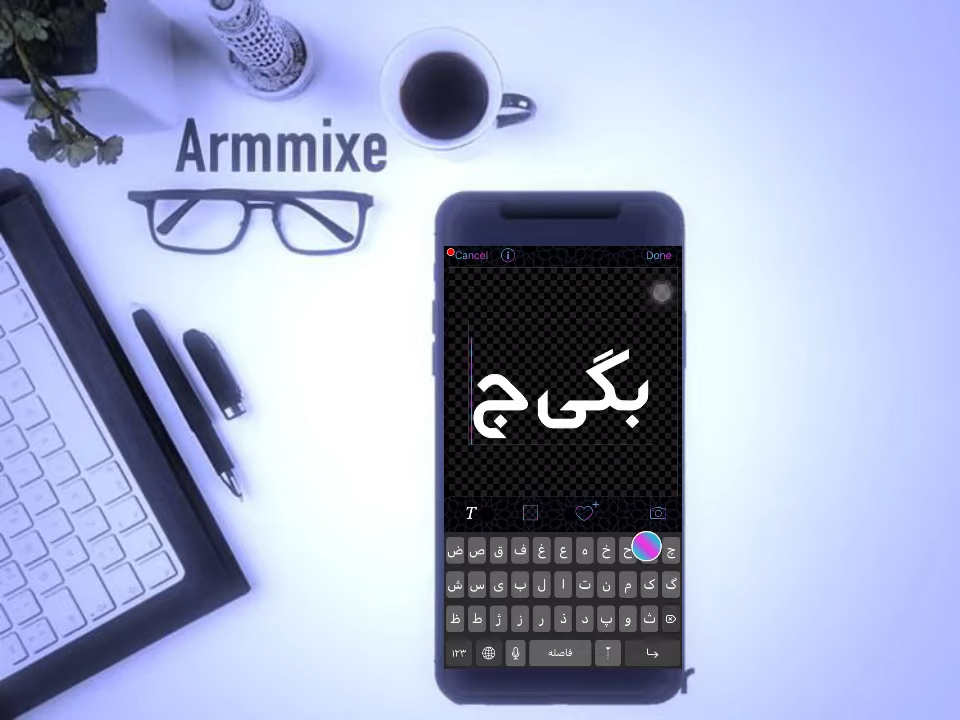 Armmixe
Cancel i Done
بگی ج
T
ض ص ق ف غ ع ه خ ح ج
ش س ی ب ل ا ت ن م ک گ
ظ ط ژ ز ر ذ د پ و ث
۱۲۳ فاصله
r